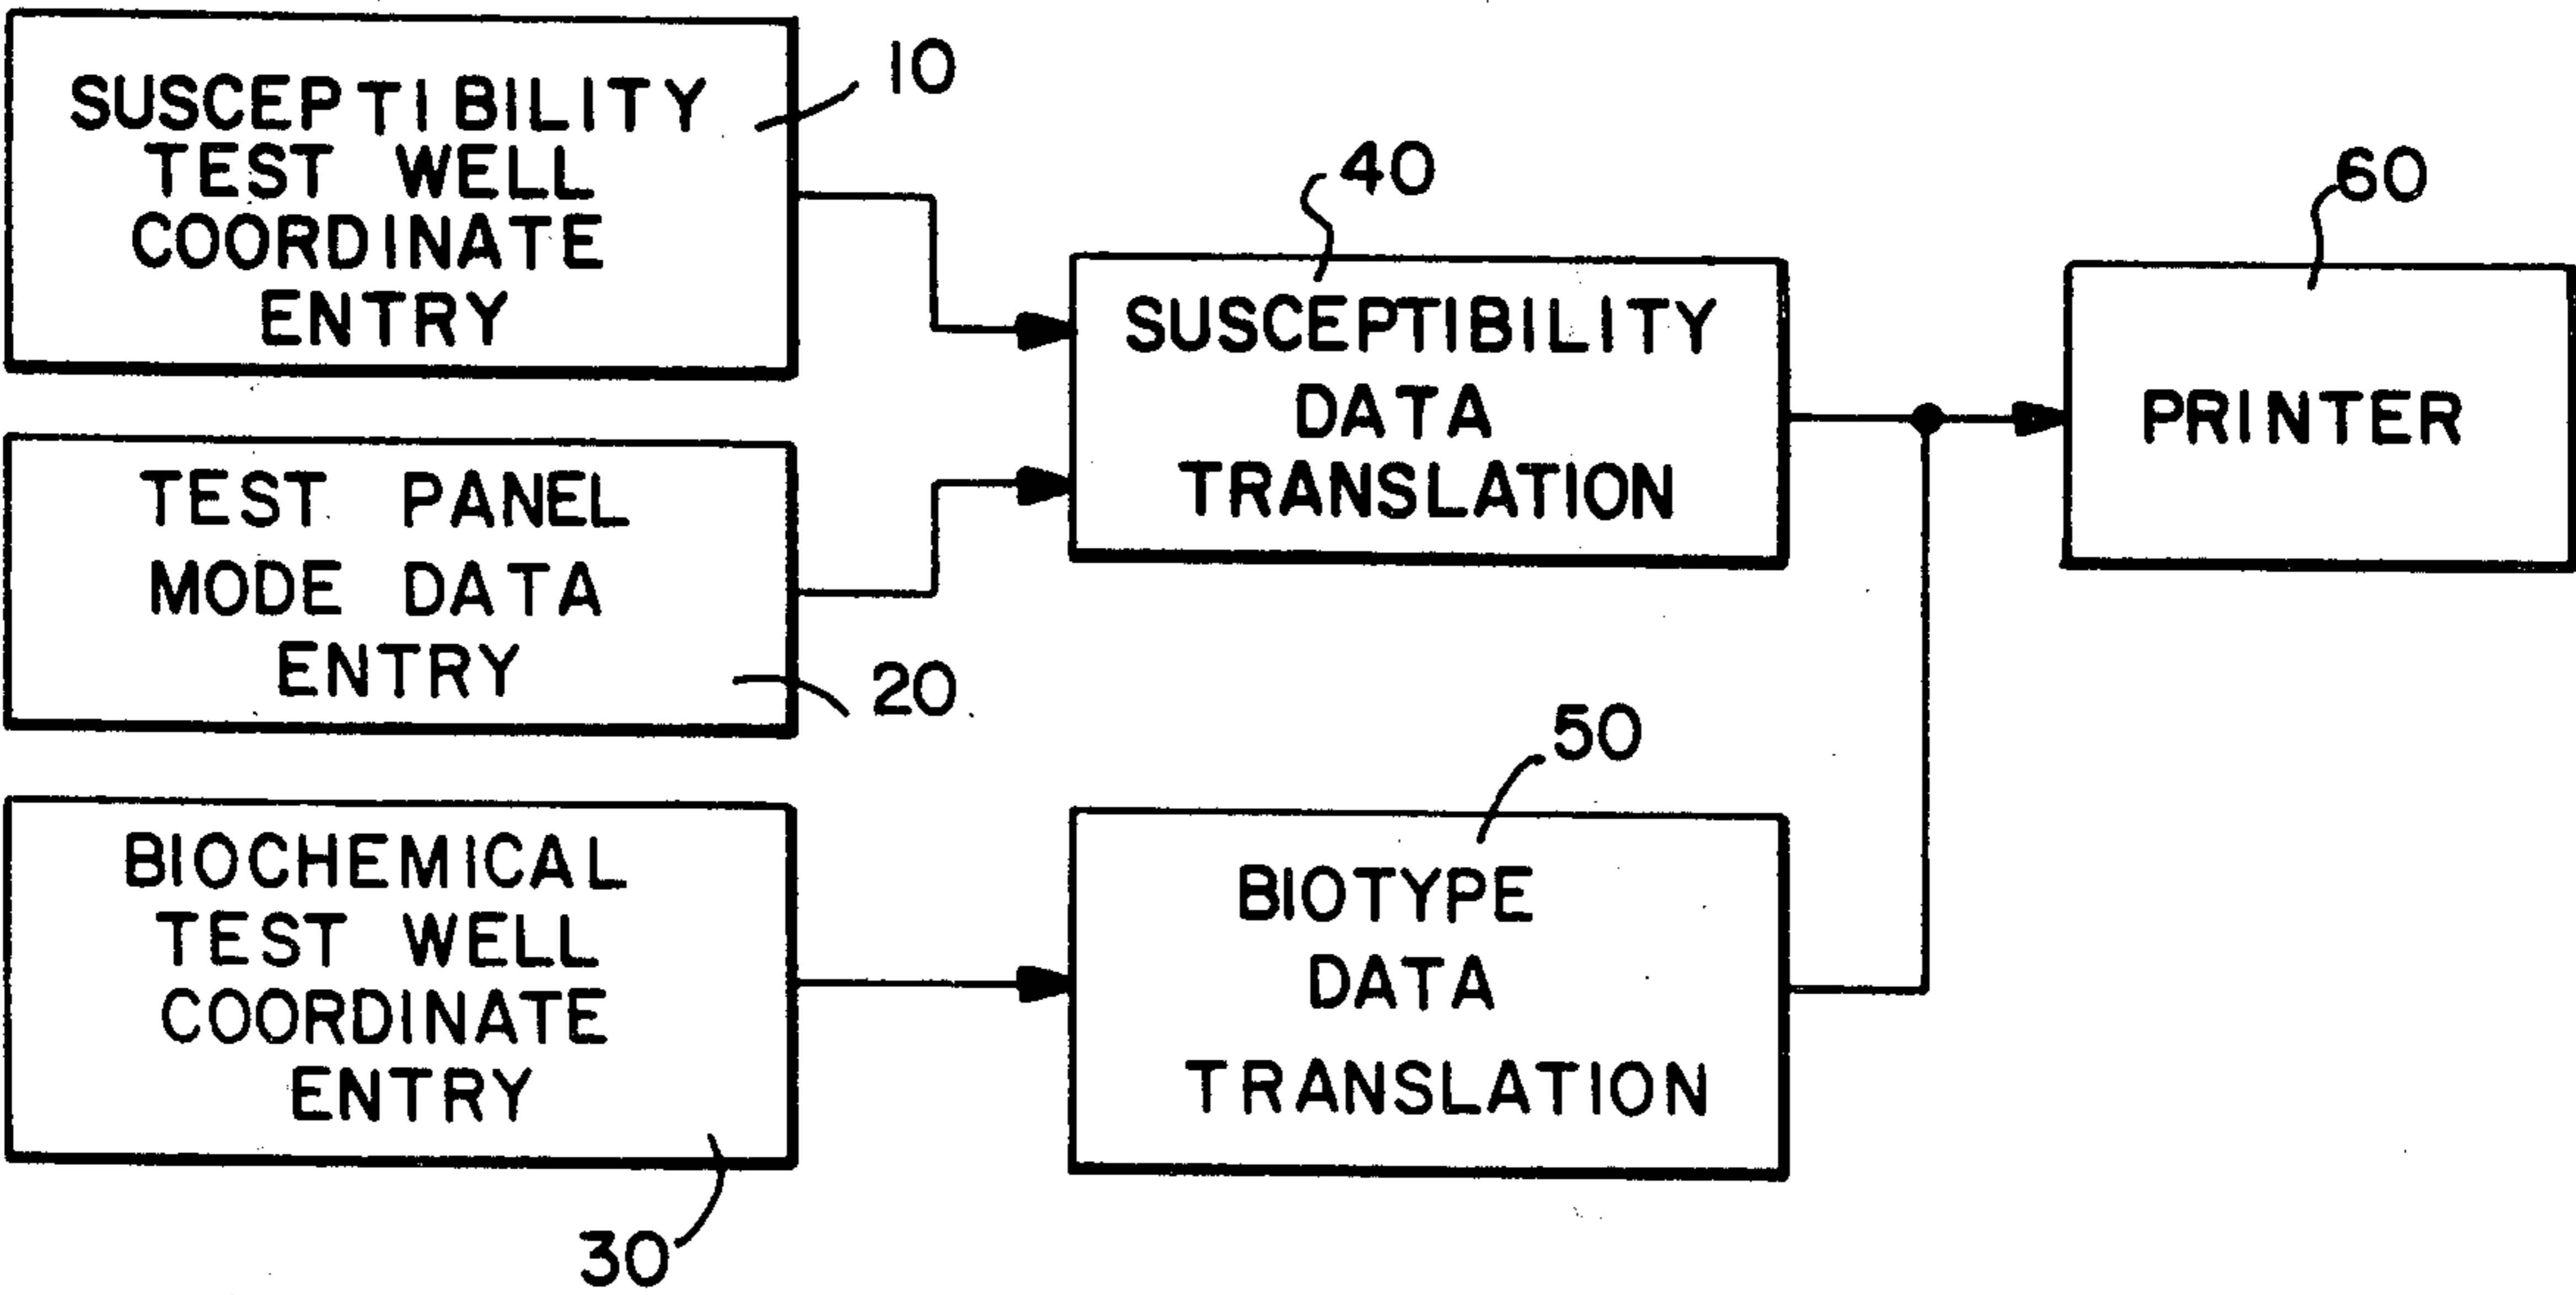 SUSCEPTIBILITY
TEST WELL
COORDINATE
ENTRY
10
TEST PANEL
MODE DATA
ENTRY
20
BIOCHEMICAL
TEST WELL
COORDINATE
ENTRY
30
40
SUSCEPTIBILITY
DATA
TRANSLATION
50
BIOTYPE
DATA
TRANSLATION
60
PRINTER